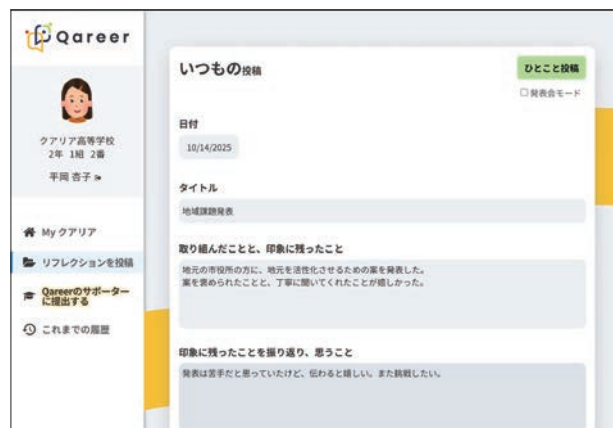 Qareer
クアリア高等学校
2年 1組 2番
平岡 杏子
My クアリア
リフレクションを投稿
Qareerのサポーター
に提出する
これまでの履歴
いつもの投稿
ひとこと投稿
発表会モード
日付
10/14/2025
タイトル
地域課題発表
取り組んだことと、印象に残ったこと
地元の市役所の方に、地元を活性化させるための案を発表した。
案を褒められたことと、丁寧に聞いてくれたことが嬉しかった。
印象に残ったことを振り返り、思うこと
発表は苦手だと思っていたけど、伝わると嬉しい。また挑戦したい。